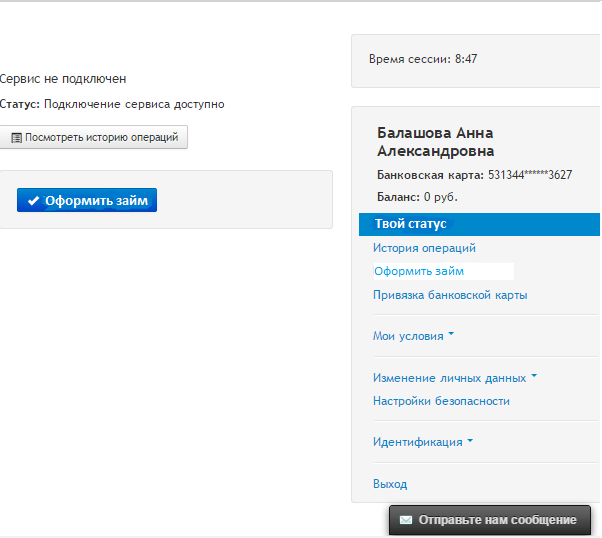 Время сессии: 8:47
Сервис не подключен
Статус: Подключение сервиса доступно
Посмотреть историю операций
Оформить займ
Балашова Анна
Александровна
Банковская карта: 531344******3627
Баланс: 0 руб.
Твой статус
История операций
Оформить займ
Привязка банковской карты
Мои условия
Изменение личных данных
Настройки безопасности
Идентификация
Выход
Отправьте нам сообщение